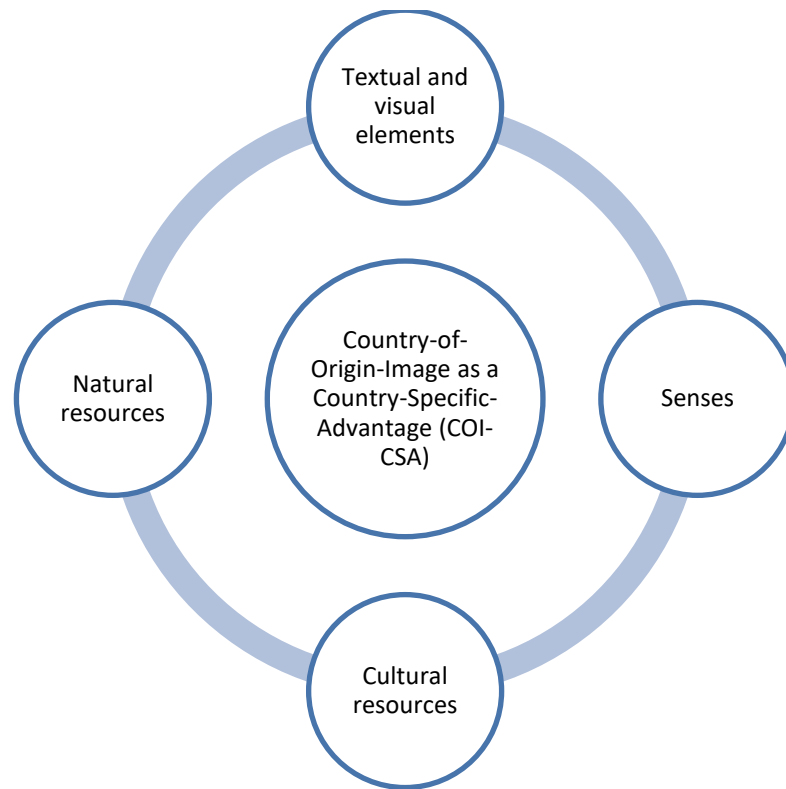 Textual and
visual
elements
Natural
resources
Country-of-
Origin-Image as a
Country-Specific-
Advantage (COI-
CSA)
Senses
Cultural
resources